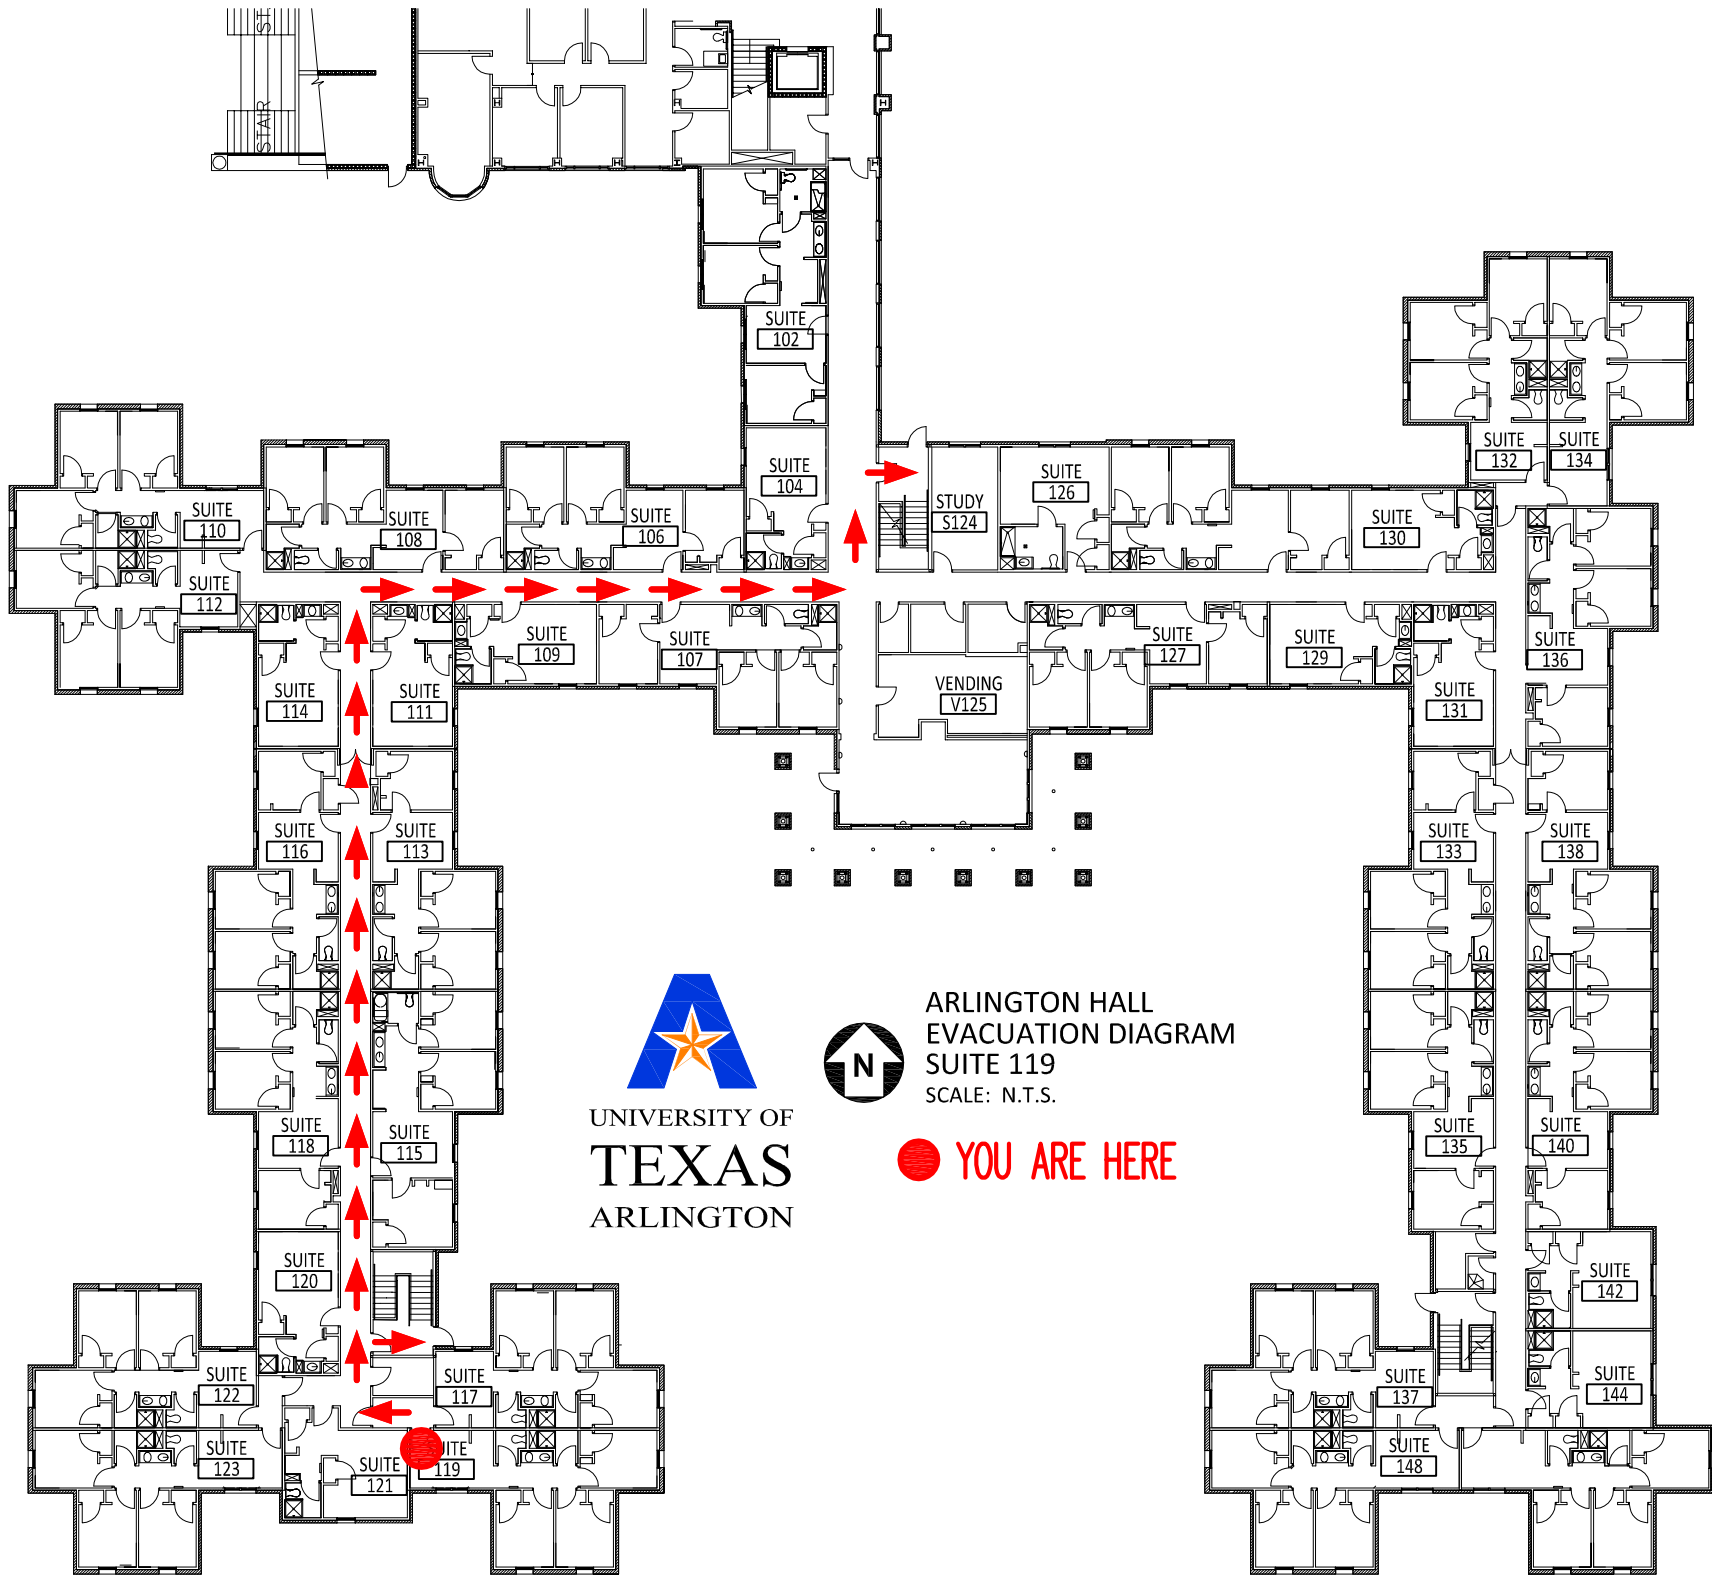 ST
STAIR
SUITE
102
SUITE
104
STUDY
S124
SUITE
126
SUITE
132
SUITE
134
SUITE
110
SUITE
108
SUITE
106
SUITE
130
SUITE
112
SUITE
109
SUITE
107
SUITE
127
SUITE
129
SUITE
136
SUITE
114
SUITE
111
VENDING
V125
SUITE
131
SUITE
116
SUITE
113
SUITE
133
SUITE
138
SUITE
118
SUITE
115
SUITE
135
SUITE
140
UNIVERSITY OF
TEXAS
ARLINGTON
N
ARLINGTON HALL
EVACUATION DIAGRAM
SUITE 119
SCALE: N.T.S.
YOU ARE HERE
SUITE
120
SUITE
142
SUITE
122
SUITE
117
SUITE
137
SUITE
144
SUITE
123
SUITE
121
UITE
119
SUITE
148